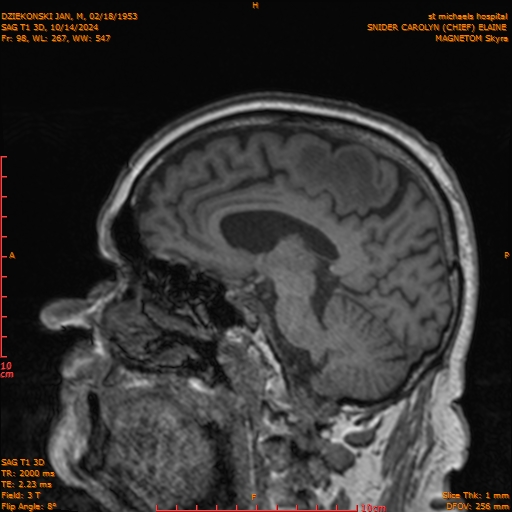 H
DZIEKONSKI JAN, M, 02/18/1953
SAG T1 3D, 10/14/2024
Fr: 98, WL: 267, WW: 547
st michaels hospital
SNIDER CAROLYN (CHIEF) ELAINE
MAGNETOM Skyra
A
P
10
cm
SAG T1 3D
TR: 2000 ms
TE: 2.23 ms
Field: 3 T
Flip Angle: 8°
F
10cm
Slice Thk: 1 mm
DFOV: 256 mm